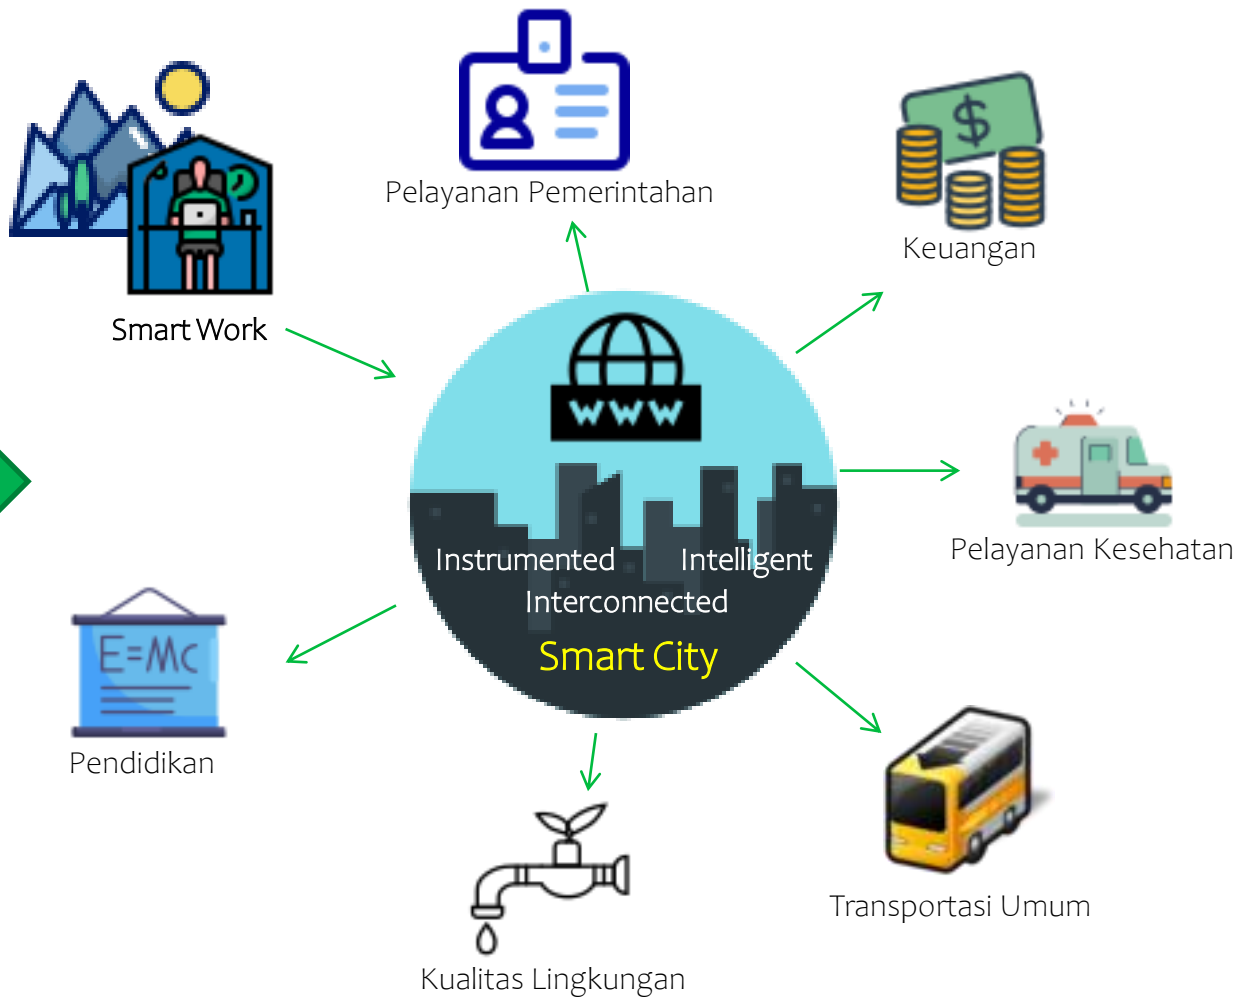 Pelayanan Pemerintahan
$
Keuangan
Smart Work
WWW
Pelayanan Kesehatan
Instrumented Intelligent
Interconnected
Smart City
E=Mc
Pendidikan
Transportasi Umum
Kualitas Lingkungan